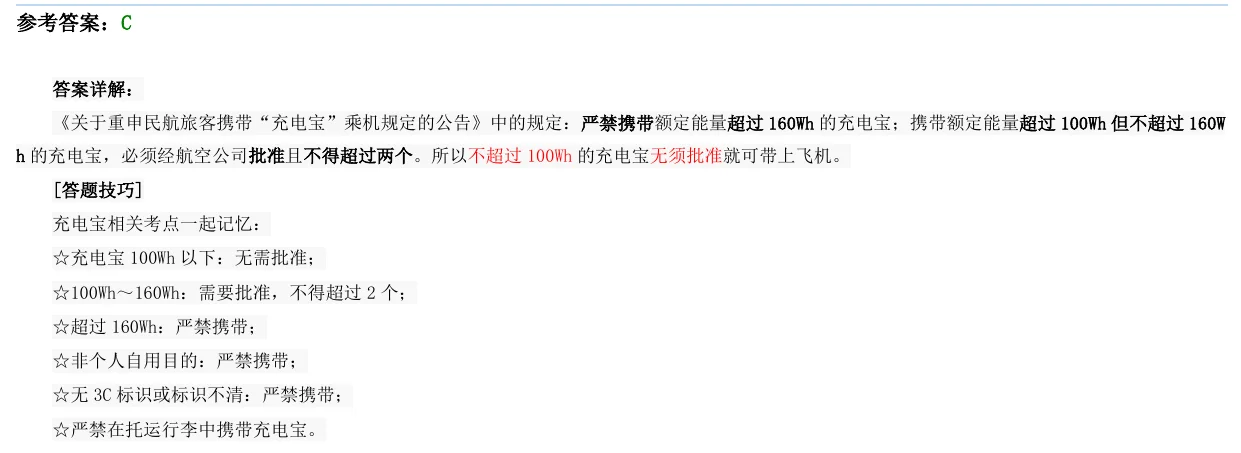 参考答案：C
答案详解：
《关于重申民航旅客携带“充电宝”乘机规定的公告》中的规定：严禁携带额定能量超过 160Wh 的充电宝；携带额定能量超过 100Wh 但不超过 160W
h 的充电宝，必须经航空公司批准且不得超过两个。所以不超过 100Wh 的充电宝无须批准就可带上飞机。
[答题技巧]
充电宝相关考点一起记忆：
☆充电宝 100Wh 以下：无需批准；
☆100Wh～160Wh：需要批准，不得超过 2 个；
☆超过 160Wh：严禁携带；
☆非个人自用目的：严禁携带；
☆无 3C 标识或标识不清：严禁携带；
☆严禁在托运行李中携带充电宝。